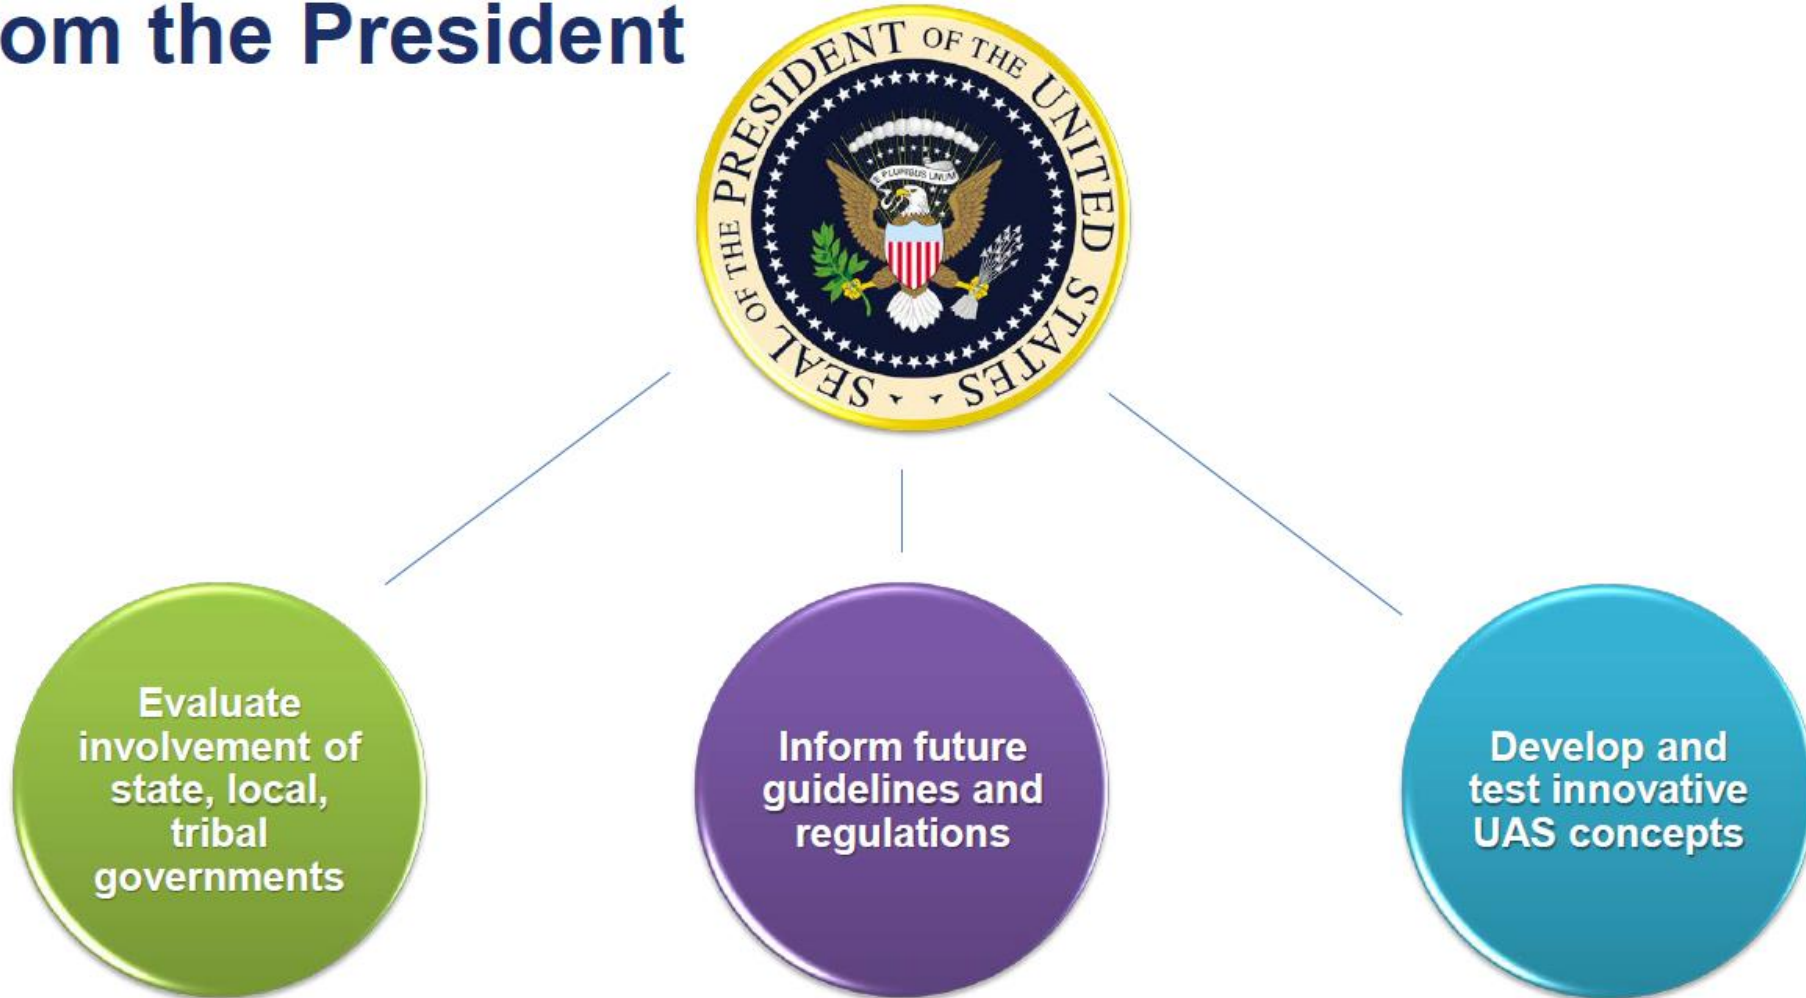 om the President
SEAL OF THE PRESIDENT OF THE UNITED STATES
E PLURIBUS UNUM
Evaluate
involvement of
state, local,
tribal
governments
Inform future
guidelines and
regulations
Develop and
test innovative
UAS concepts